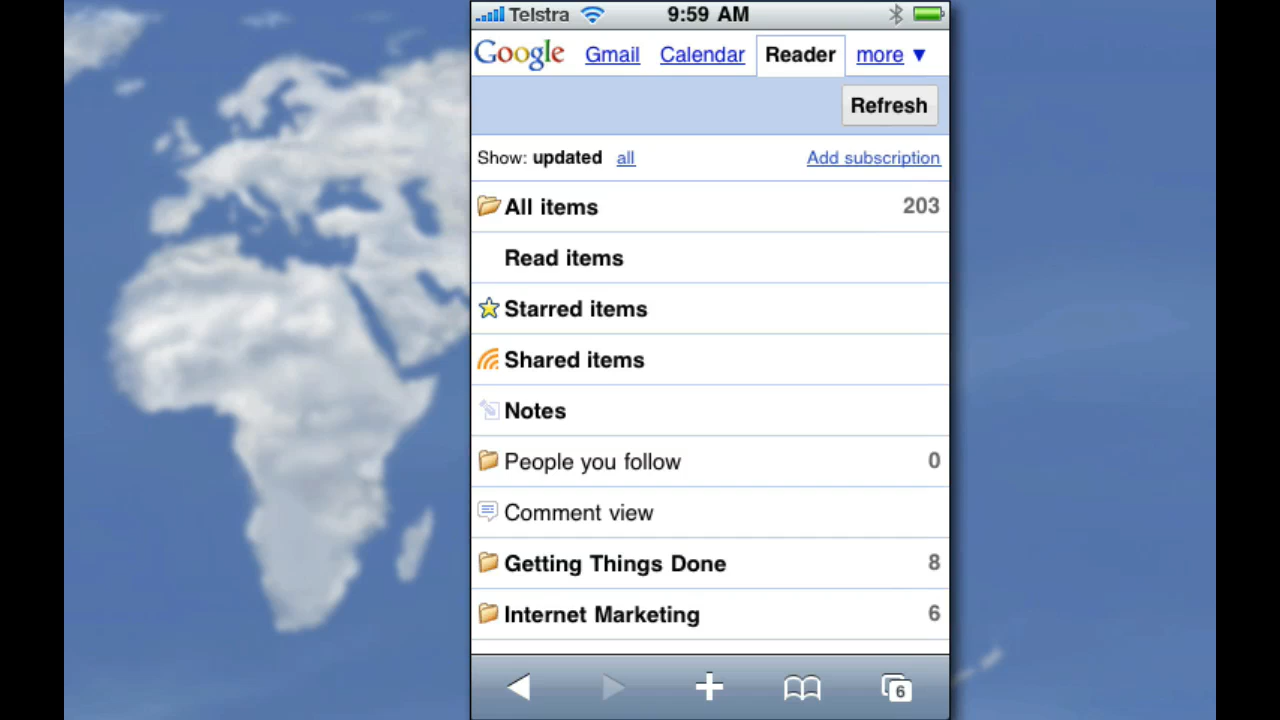 Telstra 9:59 AM
Google Gmail Calendar Reader more ▼
Refresh
Show: updated all Add subscription
All items 203
Read items
Starred items
Shared items
Notes
People you follow 0
Comment view
Getting Things Done 8
Internet Marketing 6
6